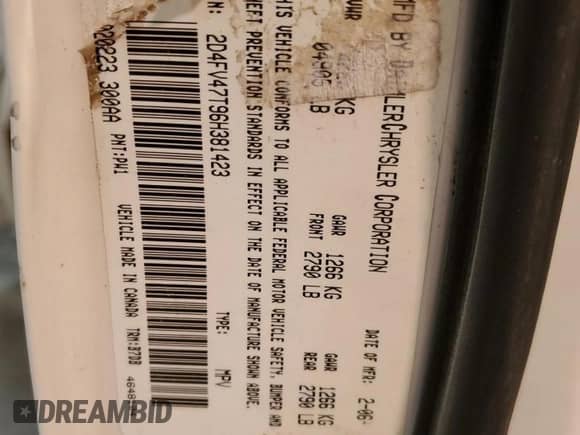 MFD BY DAIMLERCHRYSLER CORPORATION
DATE OF MFR: 2-06
GVWR
GAWR FRONT
GAWR REAR
KG
1266 KG
1266 KG
LB
2790 LB
2790 LB
THIS VEHICLE CONFORMS TO ALL APPLICABLE FEDERAL MOTOR VEHICLE SAFETY, BUMPER AND
THEFT PREVENTION STANDARDS IN EFFECT ON THE DATE OF MANUFACTURE SHOWN ABOVE.
VIN: 2D4FV47T96H381423
TYPE: MPV
300AA
PNT:PW1
VEHICLE MADE IN CANADA
TRM:B7DB
DREAMBID